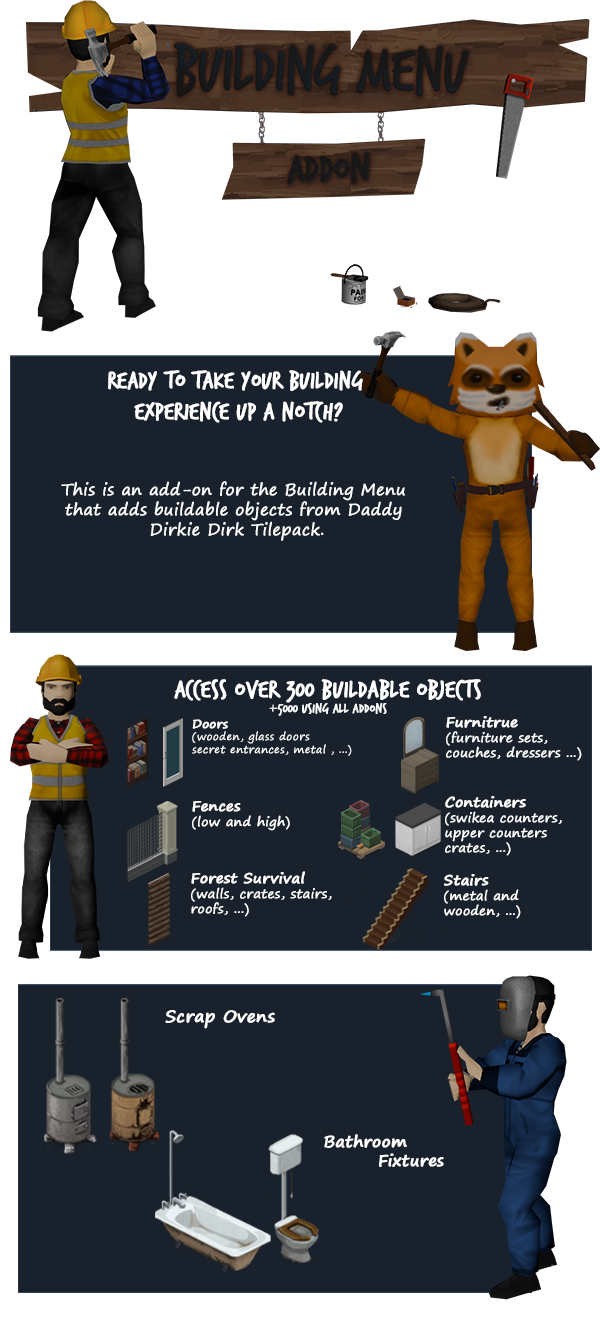 BUILDING MENU
ADDON
PAIN
FOR
READY TO TAKE YOUR BUILDING
EXPERIENCE UP A NOTCH?
This is an add-on for the Building Menu
that adds buildable objects from Daddy
Dirkie Dirk Tilepack.
ACCESS OVER 300 BUILDABLE OBJECTS
+5000 USING ALL ADDONS
Doors
(wooden, glass doors
secret entrances, metal , ...)
Furnitrue
(furniture sets,
couches, dressers ...)
Fences
(low and high)
Containers
(swikea counters,
upper counters
crates, ...)
Forest Survival
(walls, crates, stairs,
roofs, ...)
Stairs
(metal and
wooden, ...)
Scrap Ovens
Bathroom
Fixtures